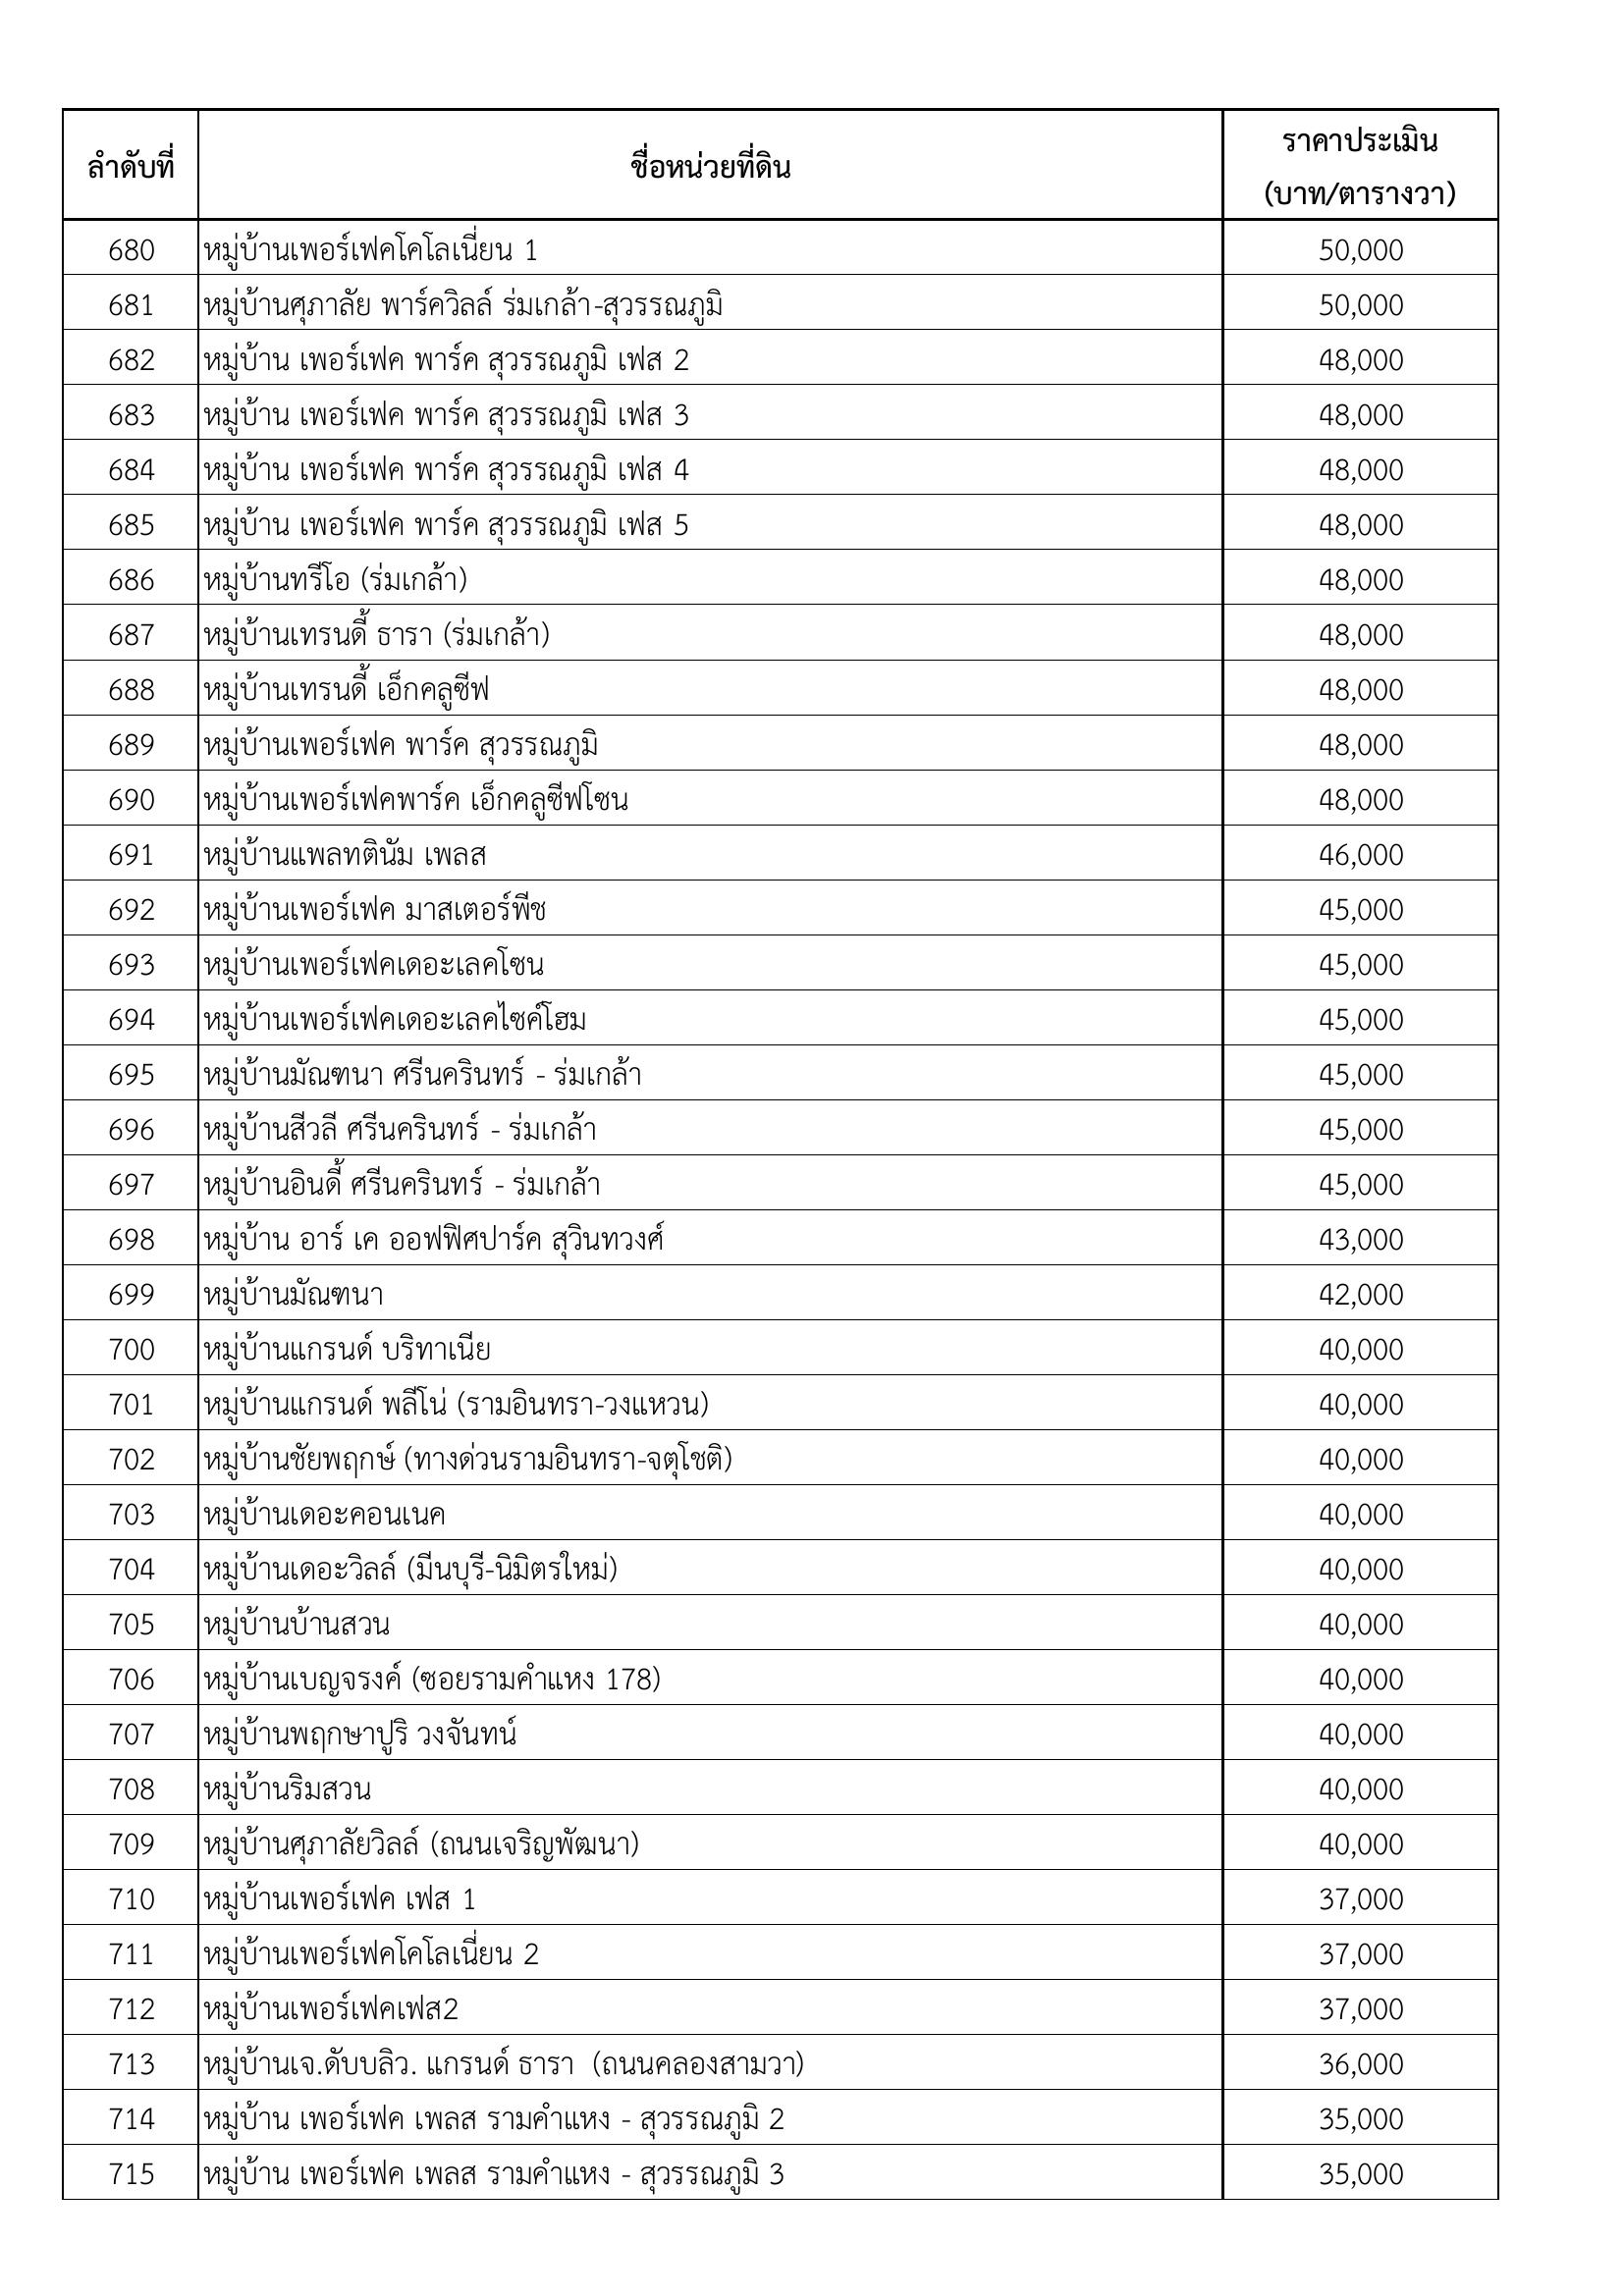 ลำดับที่ ชื่อหน่วยที่ดิน ราคาประเมิน
(บาท/ตารางวา)
680 หมู่บ้านเพอร์เฟคโคโลเนี่ยน 1 50,000
681 หมู่บ้านศุภาลัย พาร์ควิลล์ ร่มเกล้า-สุวรรณภูมิ 50,000
682 หมู่บ้าน เพอร์เฟค พาร์ค สุวรรณภูมิ เฟส 2 48,000
683 หมู่บ้าน เพอร์เฟค พาร์ค สุวรรณภูมิ เฟส 3 48,000
684 หมู่บ้าน เพอร์เฟค พาร์ค สุวรรณภูมิ เฟส 4 48,000
685 หมู่บ้าน เพอร์เฟค พาร์ค สุวรรณภูมิ เฟส 5 48,000
686 หมู่บ้านทรีโอ (ร่มเกล้า) 48,000
687 หมู่บ้านเทรนดี้ ธารา (ร่มเกล้า) 48,000
688 หมู่บ้านเทรนดี้ เอ็กคลูซีฟ 48,000
689 หมู่บ้านเพอร์เฟค พาร์ค สุวรรณภูมิ 48,000
690 หมู่บ้านเพอร์เฟคพาร์ค เอ็กคลูซีฟโซน 48,000
691 หมู่บ้านแพลทตินัม เพลส 46,000
692 หมู่บ้านเพอร์เฟค มาสเตอร์พีช 45,000
693 หมู่บ้านเพอร์เฟคเดอะเลคโซน 45,000
694 หมู่บ้านเพอร์เฟคเดอะเลคไซค์โฮม 45,000
695 หมู่บ้านมัณฑนา ศรีนครินทร์ - ร่มเกล้า 45,000
696 หมู่บ้านสีวลี ศรีนครินทร์ - ร่มเกล้า 45,000
697 หมู่บ้านอินดี้ ศรีนครินทร์ - ร่มเกล้า 45,000
698 หมู่บ้าน อาร์ เค ออฟฟิศปาร์ค สุวินทวงศ์ 43,000
699 หมู่บ้านมัณฑนา 42,000
700 หมู่บ้านแกรนด์ บริทาเนีย 40,000
701 หมู่บ้านแกรนด์ พลีโน่ (รามอินทรา-วงแหวน) 40,000
702 หมู่บ้านชัยพฤกษ์ (ทางด่วนรามอินทรา-จตุโชติ) 40,000
703 หมู่บ้านเดอะคอนเนค 40,000
704 หมู่บ้านเดอะวิลล์ (มีนบุรี-นิมิตรใหม่) 40,000
705 หมู่บ้านบ้านสวน 40,000
706 หมู่บ้านเบญจรงค์ (ซอยรามคำแหง 178) 40,000
707 หมู่บ้านพฤกษาปูริ วงจันทน์ 40,000
708 หมู่บ้านริมสวน 40,000
709 หมู่บ้านศุภาลัยวิลล์ (ถนนเจริญพัฒนา) 40,000
710 หมู่บ้านเพอร์เฟค เฟส 1 37,000
711 หมู่บ้านเพอร์เฟคโคโลเนี่ยน 2 37,000
712 หมู่บ้านเพอร์เฟคเฟส2 37,000
713 หมู่บ้านเจ.ดับบลิว. แกรนด์ ธารา (ถนนคลองสามวา) 36,000
714 หมู่บ้าน เพอร์เฟค เพลส รามคำแหง - สุวรรณภูมิ 2 35,000
715 หมู่บ้าน เพอร์เฟค เพลส รามคำแหง - สุวรรณภูมิ 3 35,000